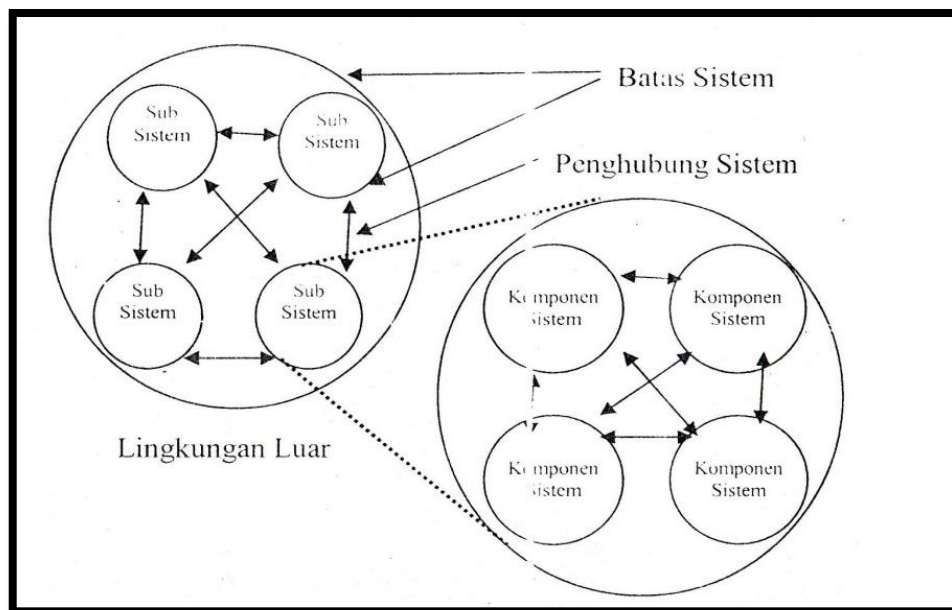 Batas Sistem
Sub
Sistem
Sub
Sistem
Penghubung Sistem
Sub
Sistem
Sub
Sistem
Komponen
Sistem
Komponen
Sistem
Lingkungan Luar
Komponen
Sistem
Komponen
Sistem